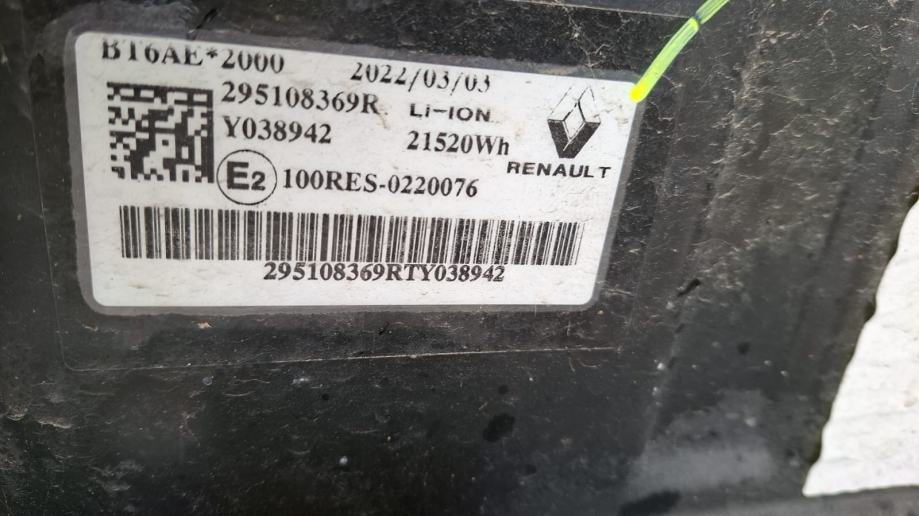 BT6AE*2000 2022/03/03
295108369R Li-ION
Y038942 21520Wh
RENAULT
E2 100RES-0220076
295108369RTY038942